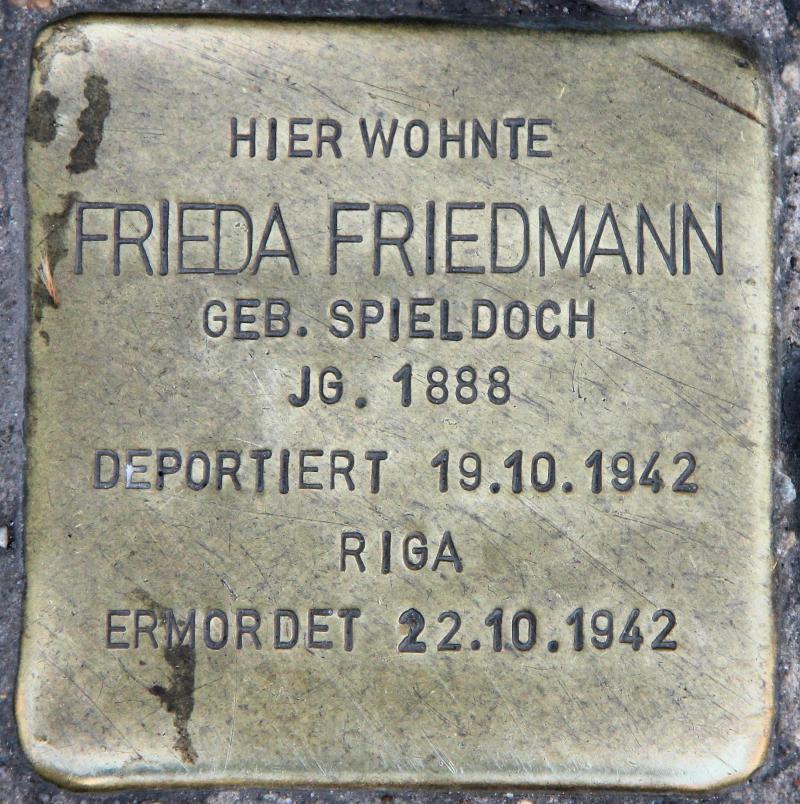 HIER WOHNTE
FRIEDA FRIEDMANN
GEB. SPIELDOCH
JG. 1888
DEPORTIERT 19.10.1942
RIGA
ERMORDET 22.10.1942